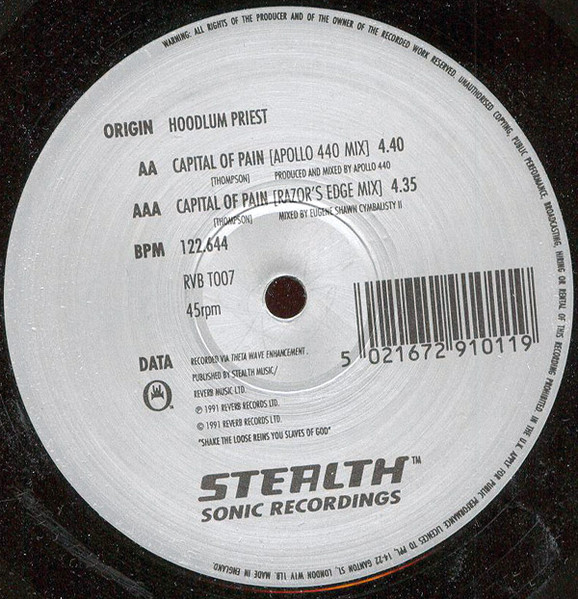 WARNING: ALL RIGHTS OF THE PRODUCER AND OF THE OWNER OF THE RECORDED WORK RESERVED. UNAUTHORISED COPYING, PUBLIC PERFORMANCE, BROADCASTING, HIRING OR RENTAL OF THIS RECORDING PROHIBITED. IN THE U.K. APPLY FOR PUBLIC PERFORMANCE LICENCES TO PPL, 14-22 GANTON ST, LONDON W1V 1LB. MADE IN ENGLAND.
ORIGIN HOODLUM PRIEST
AA CAPITAL OF PAIN [APOLLO 440 MIX] 4.40
[THOMPSON] PRODUCED AND MIXED BY APOLLO 440
AAA CAPITAL OF PAIN [RAZOR'S EDGE MIX] 4.35
[THOMPSON] MIXED BY EUGENE SHAWN CYMBALISTY II
BPM 122.644
RVB T007
45rpm
5 021672 910119
DATA RECORDED VIA THETA WAVE ENHANCEMENT.
PUBLISHED BY STEALTH MUSIC/
REVERB MUSIC LTD.
℗ 1991 REVERB RECORDS LTD.
© 1991 REVERB RECORDS LTD.
"SHAKE THE LOOSE REINS YOU SLAVES OF GOD"
STEALTH™
SONIC RECORDINGS